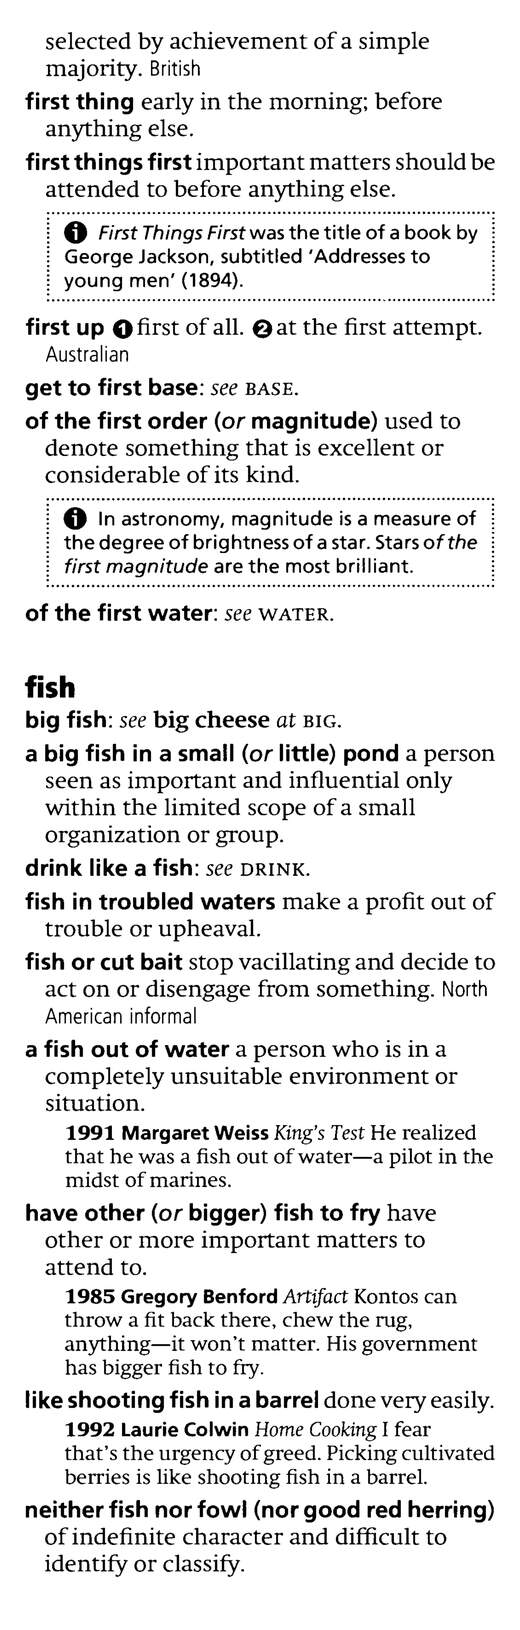 selected by achievement of a simple
majority. British
first thing early in the morning; before
anything else.
first things first important matters should be
attended to before anything else.
ℹ First Things First was the title of a book by
George Jackson, subtitled ‘Addresses to
young men’ (1894).
first up ❶ first of all. ❷ at the first attempt.
Australian
get to first base: see BASE.
of the first order (or magnitude) used to
denote something that is excellent or
considerable of its kind.
ℹ In astronomy, magnitude is a measure of
the degree of brightness of a star. Stars of the
first magnitude are the most brilliant.
of the first water: see WATER.
fish
big fish: see big cheese at BIG.
a big fish in a small (or little) pond a person
seen as important and influential only
within the limited scope of a small
organization or group.
drink like a fish: see DRINK.
fish in troubled waters make a profit out of
trouble or upheaval.
fish or cut bait stop vacillating and decide to
act on or disengage from something. North
American informal
a fish out of water a person who is in a
completely unsuitable environment or
situation.
1991 Margaret Weiss King’s Test He realized
that he was a fish out of water—a pilot in the
midst of marines.
have other (or bigger) fish to fry have
other or more important matters to
attend to.
1985 Gregory Benford Artifact Kontos can
throw a fit back there, chew the rug,
anything—it won’t matter. His government
has bigger fish to fry.
like shooting fish in a barrel done very easily.
1992 Laurie Colwin Home Cooking I fear
that’s the urgency of greed. Picking cultivated
berries is like shooting fish in a barrel.
neither fish nor fowl (nor good red herring)
of indefinite character and difficult to
identify or classify.